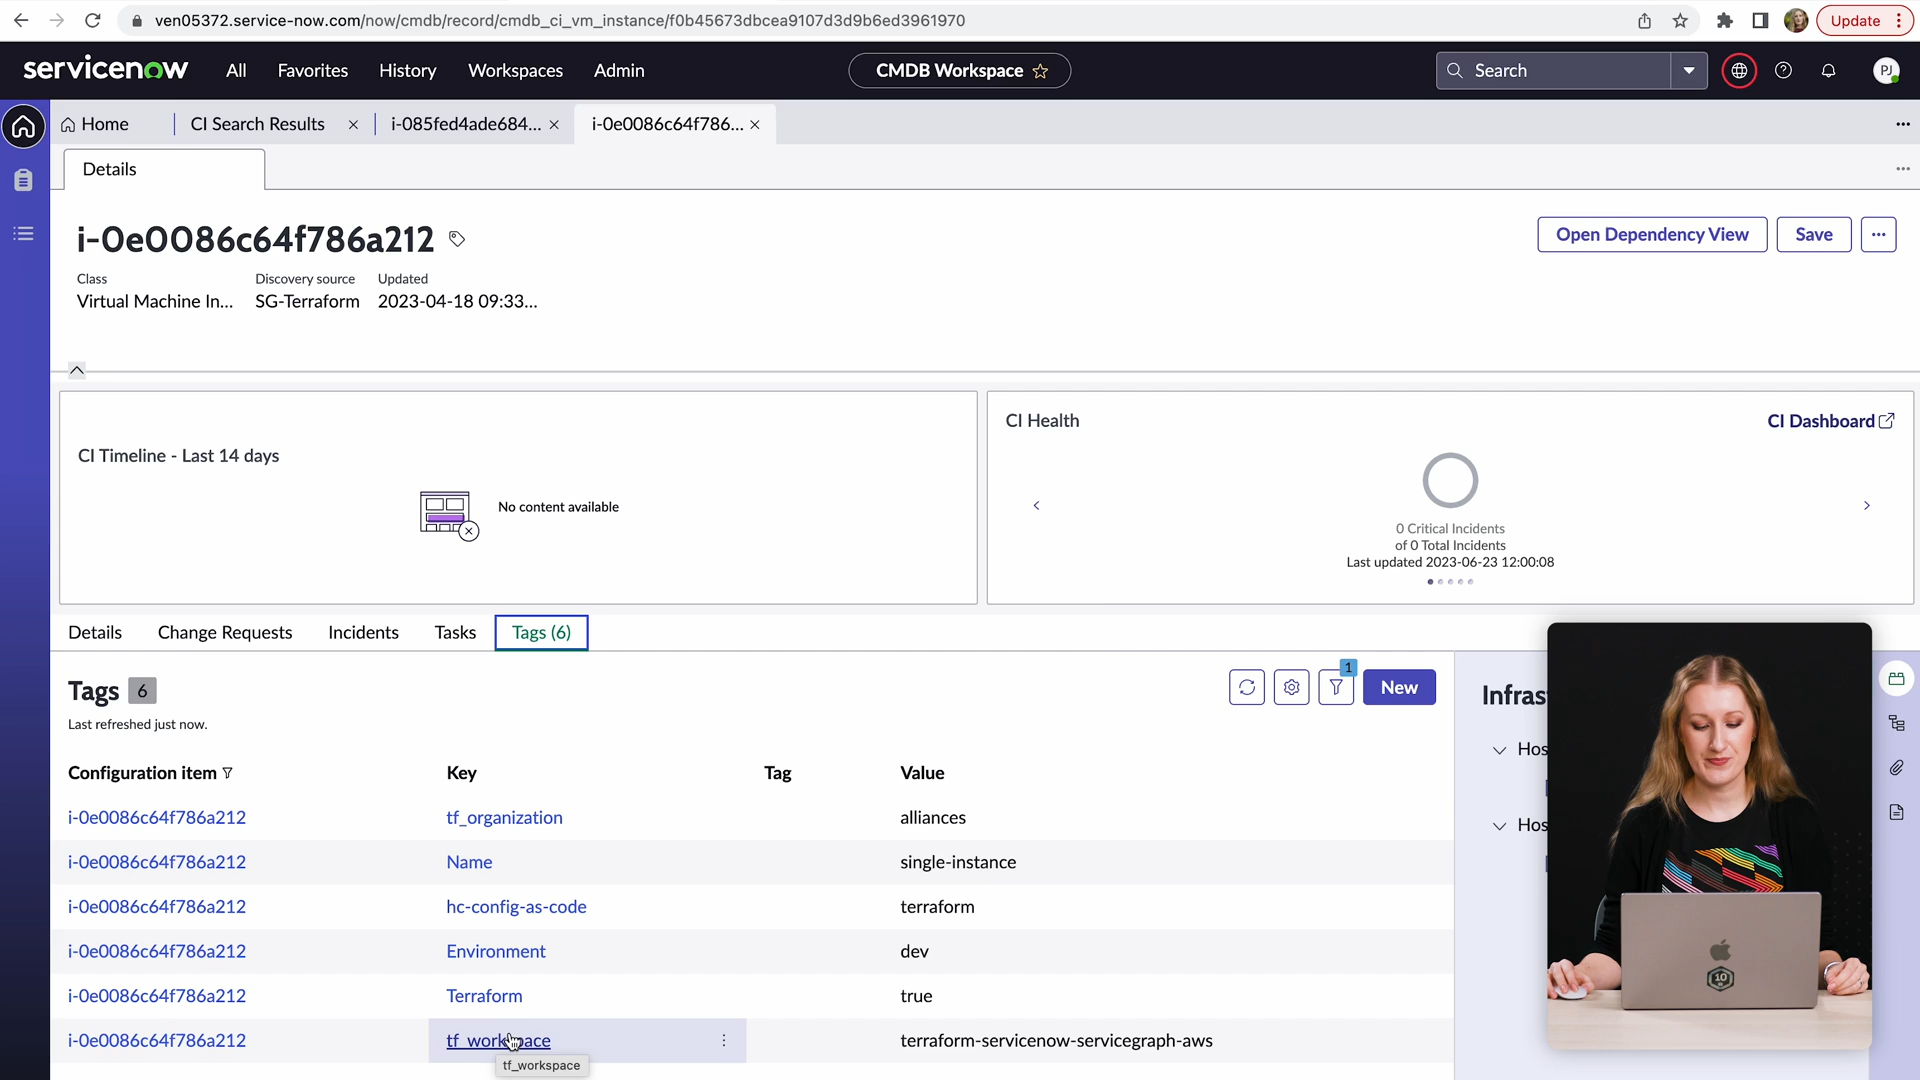 ven05372.service-now.com/now/cmdb/record/cmdb_ci_vm_instance/f0b45673dbcea9107d3d9b6ed3961970
Update
servicenow
All
Favorites
History
Workspaces
Admin
CMDB Workspace
Search
PJ
Home
CI Search Results
i-085fed4ade684...
i-0e0086c64f786...
Details
i-0e0086c64f786a212
Open Dependency View
Save
Class
Discovery source
Updated
Virtual Machine In...
SG-Terraform
2023-04-18 09:33...
CI Timeline - Last 14 days
No content available
CI Health
CI Dashboard
0 Critical Incidents
of 0 Total Incidents
Last updated 2023-06-23 12:00:08
Details
Change Requests
Incidents
Tasks
Tags (6)
Tags 6
Last refreshed just now.
1
New
Configuration item
Key
Tag
Value
i-0e0086c64f786a212 tf_organization alliances
i-0e0086c64f786a212 Name single-instance
i-0e0086c64f786a212 hc-config-as-code terraform
i-0e0086c64f786a212 Environment dev
i-0e0086c64f786a212 Terraform true
i-0e0086c64f786a212 tf_workspace terraform-servicenow-servicegraph-aws
tf_workspace
10